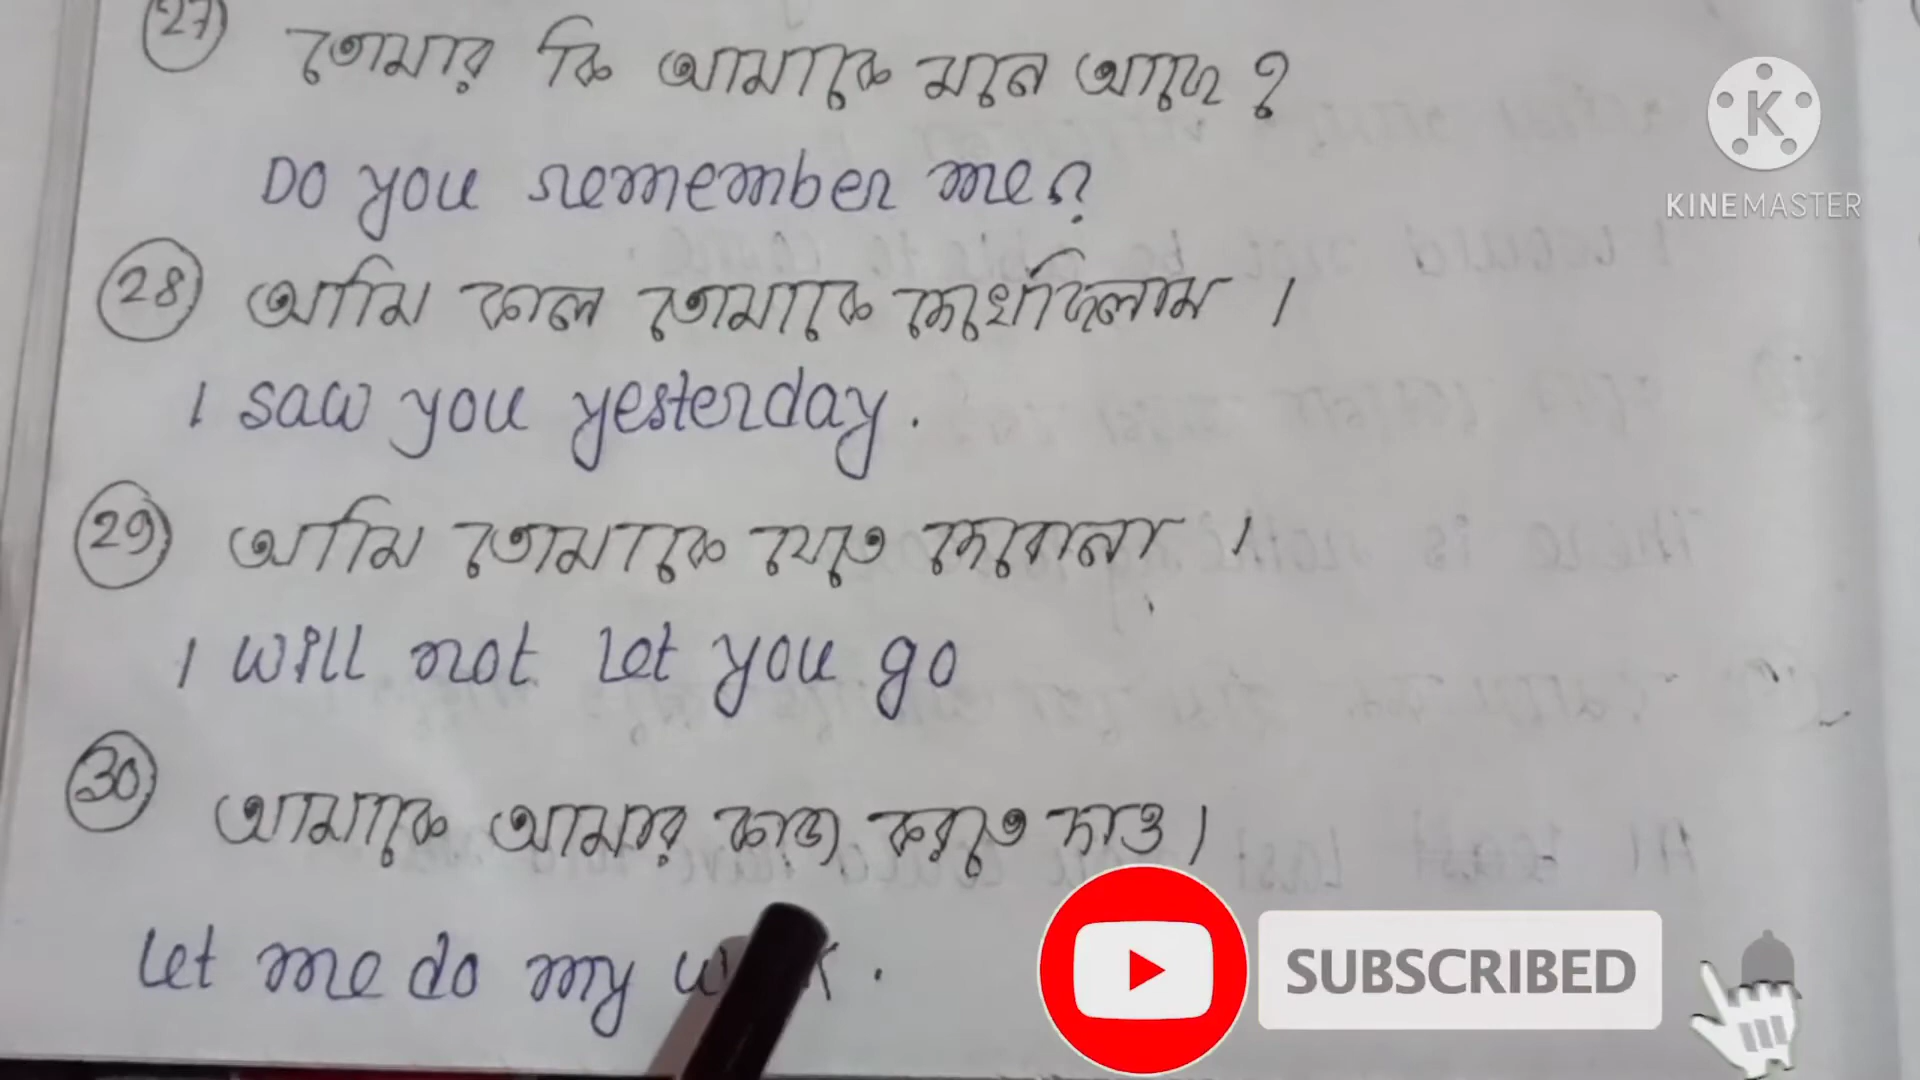 27 তোমার কি আমাকে মনে আছে ?
Do you remember me?
28 আমি কাল তোমাকে দেখেছিলাম ।
I saw you yesterday.
29 আমি তোমাকে যেতে দেবোনা ।
I will not let you go
30 আমাকে আমার কাজ করতে দাও ।
Let me do my
KINEMASTER
SUBSCRIBED